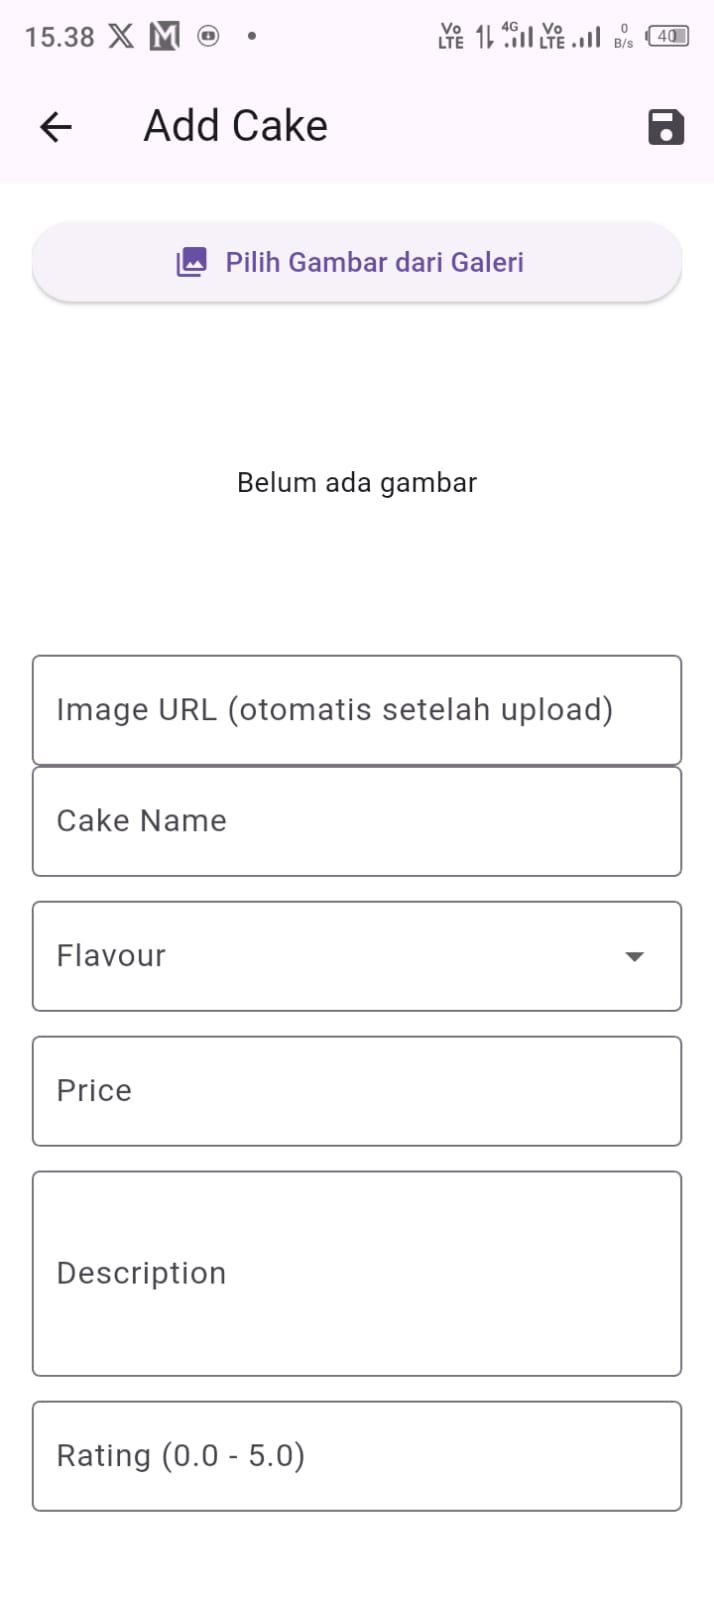 15.38
Vo LTE 4G Vo LTE 0 B/s 40
Add Cake
Pilih Gambar dari Galeri
Belum ada gambar
Image URL (otomatis setelah upload)
Cake Name
Flavour
Price
Description
Rating (0.0 - 5.0)